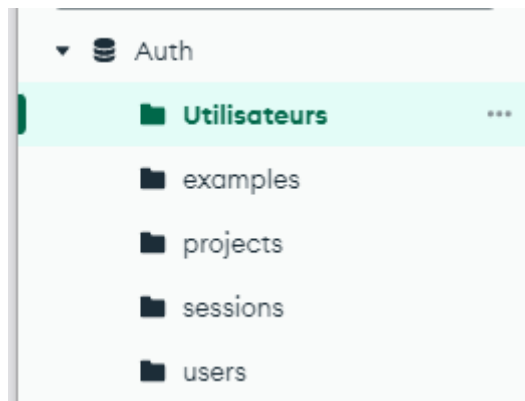 Auth
Utilisateurs
examples
projects
sessions
users